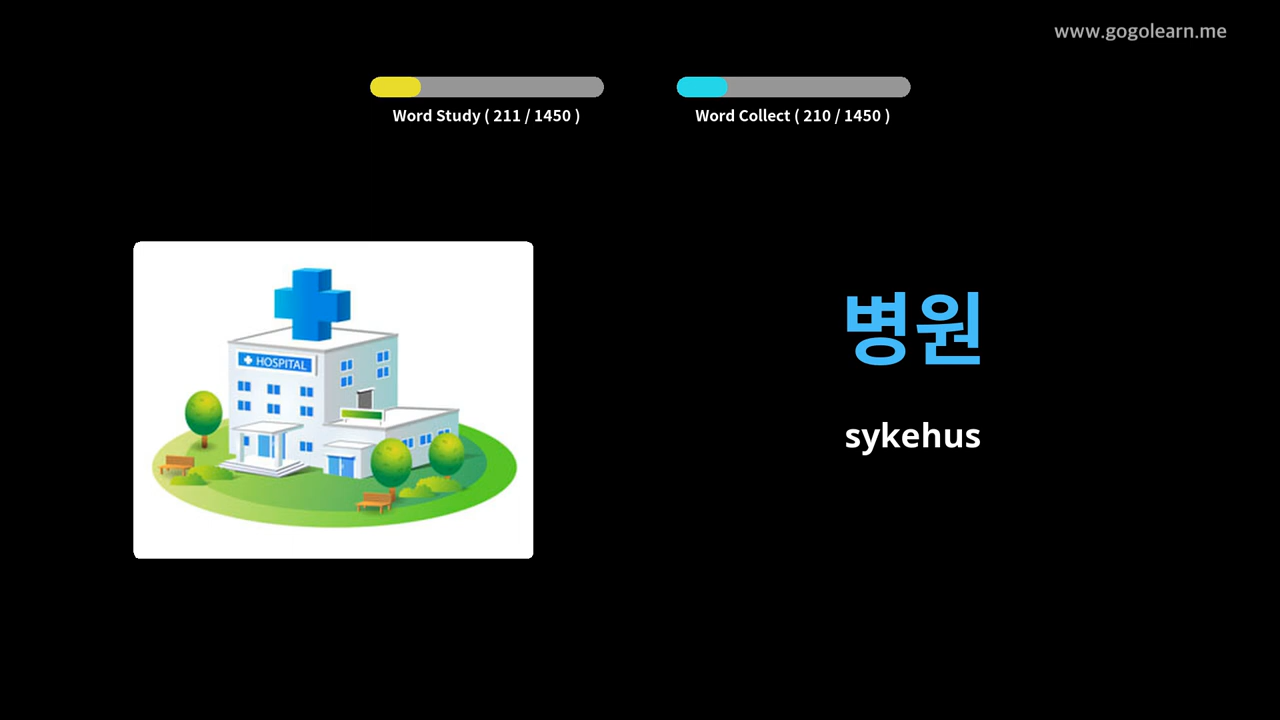 www.gogolearn.me
Word Study ( 211 / 1450 )
Word Collect ( 210 / 1450 )
HOSPITAL
병원
sykehus